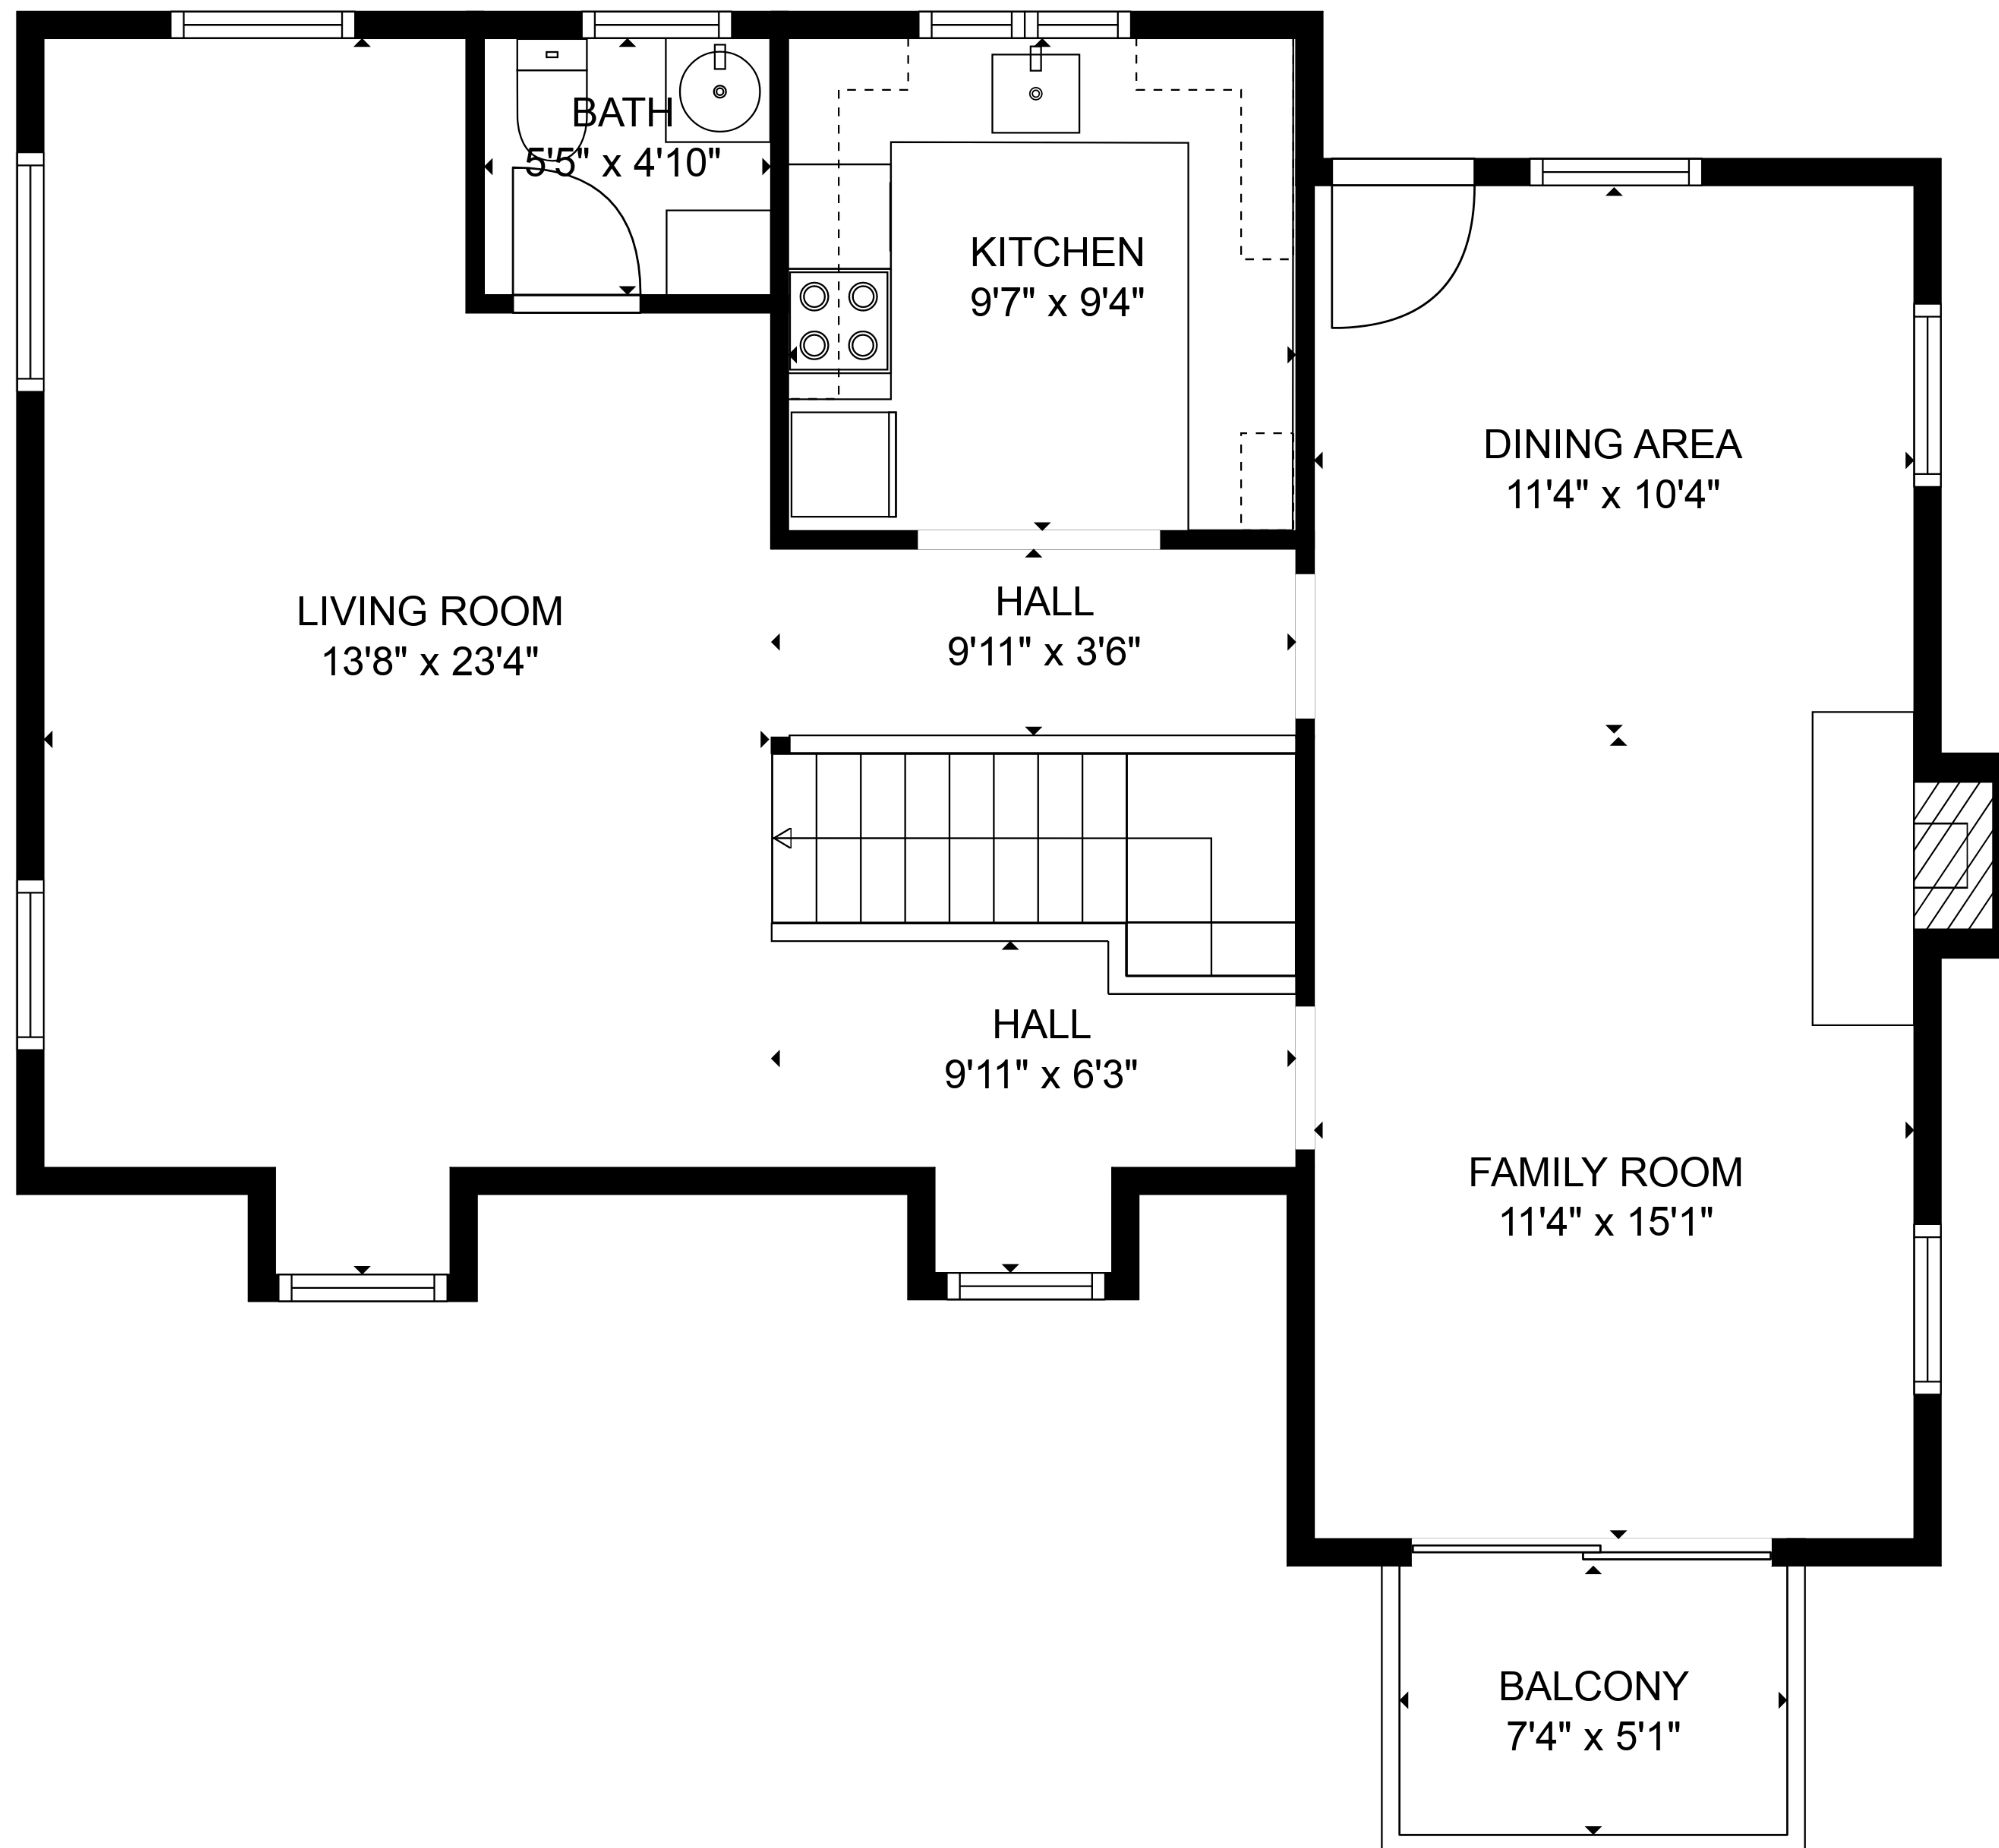 BATH
5'5" x 4'10"
KITCHEN
9'7" x 9'4"
DINING AREA
11'4" x 10'4"
LIVING ROOM
13'8" x 23'4"
HALL
9'11" x 3'6"
HALL
9'11" x 6'3"
FAMILY ROOM
11'4" x 15'1"
BALCONY
7'4" x 5'1"